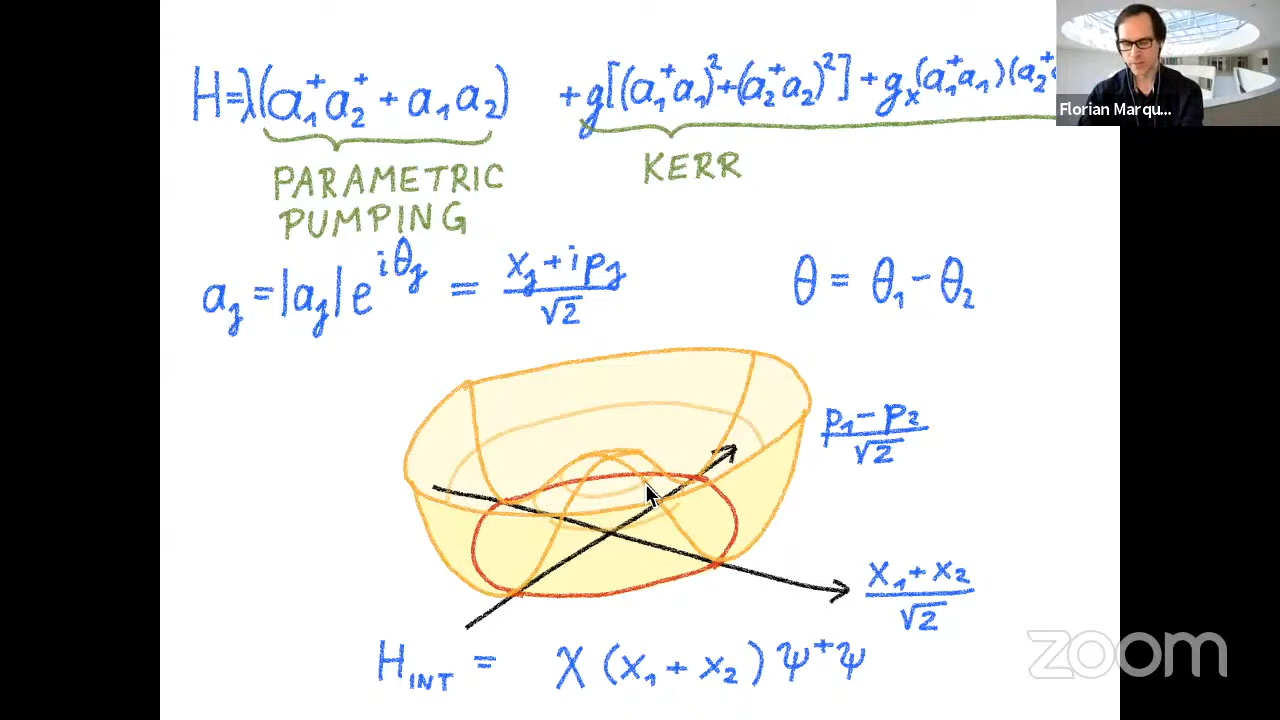 H = λ(a₁⁺a₂⁺ + a₁a₂) + g[(a₁⁺a₁)² + (a₂⁺a₂)²] + gₓ(a₁⁺a₁)(a₂⁺
Florian Marqu...
PARAMETRIC
PUMPING
KERR
aⱼ = |aⱼ|e^{iθⱼ} = (xⱼ + ipⱼ)/√2
θ = θ₁ - θ₂
(p₁ - p₂)/√2
(x₁ + x₂)/√2
H_INT = χ(x₁ + x₂)ψ⁺ψ
zoom